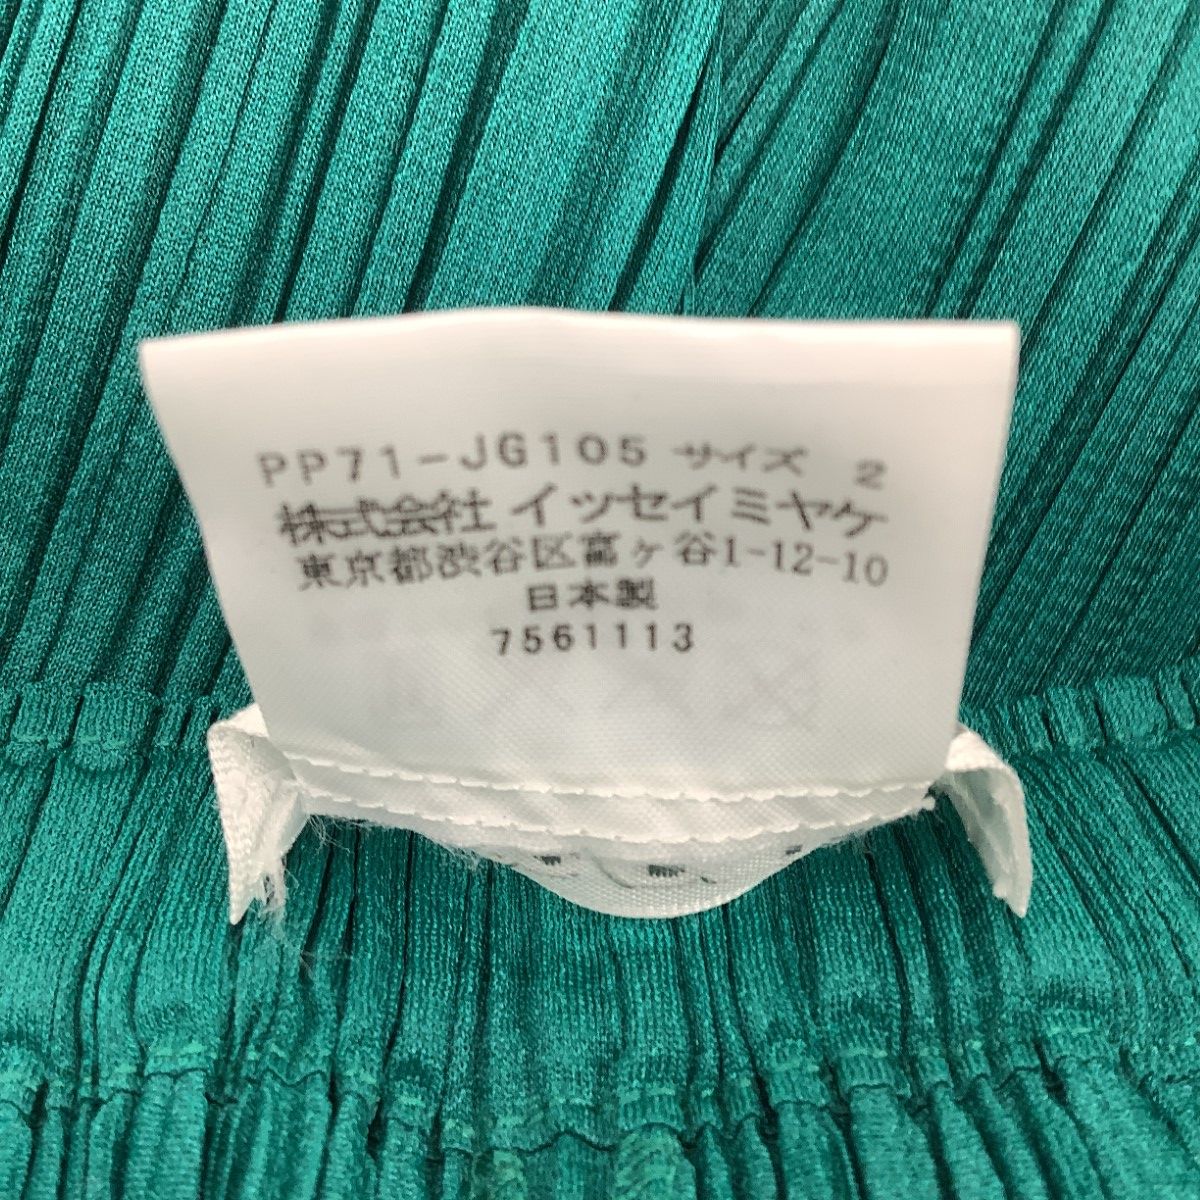 PP71-JG105 サイズ 2
株式会社 イッセイミヤケ
東京都渋谷区富ヶ谷1-12-10
日本製
7561113